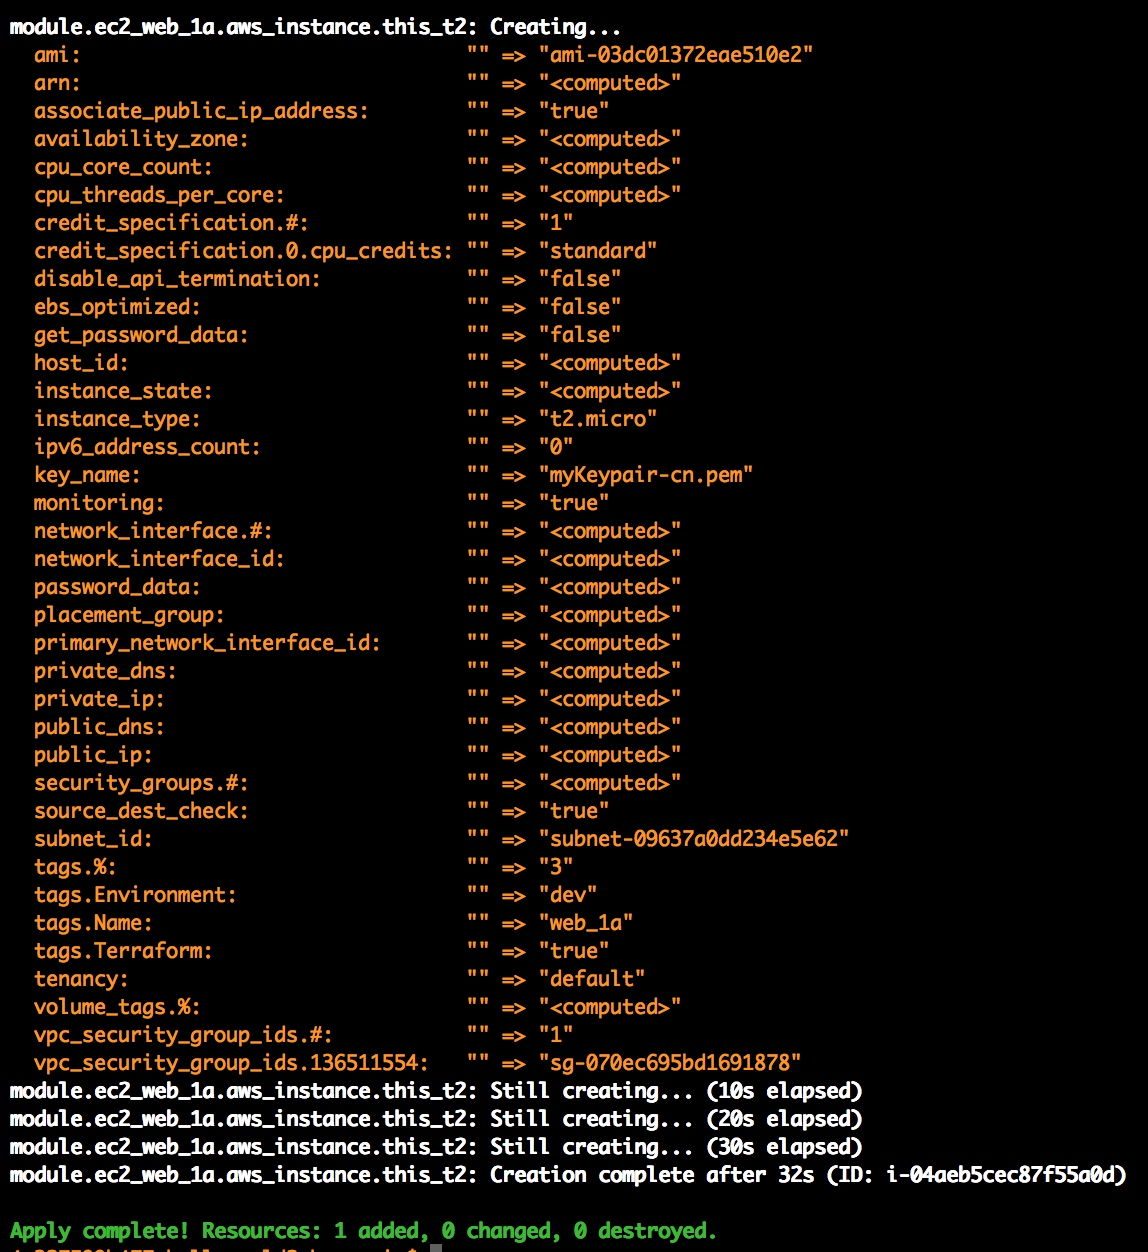 module.ec2_web_1a.aws_instance.this_t2: Creating...
ami: "" => "ami-03dc01372eae510e2"
arn: "" => "<computed>"
associate_public_ip_address: "" => "true"
availability_zone: "" => "<computed>"
cpu_core_count: "" => "<computed>"
cpu_threads_per_core: "" => "<computed>"
credit_specification.#: "" => "1"
credit_specification.0.cpu_credits: "" => "standard"
disable_api_termination: "" => "false"
ebs_optimized: "" => "false"
get_password_data: "" => "false"
host_id: "" => "<computed>"
instance_state: "" => "<computed>"
instance_type: "" => "t2.micro"
ipv6_address_count: "" => "0"
key_name: "" => "myKeypair-cn.pem"
monitoring: "" => "true"
network_interface.#: "" => "<computed>"
network_interface_id: "" => "<computed>"
password_data: "" => "<computed>"
placement_group: "" => "<computed>"
primary_network_interface_id: "" => "<computed>"
private_dns: "" => "<computed>"
private_ip: "" => "<computed>"
public_dns: "" => "<computed>"
public_ip: "" => "<computed>"
security_groups.#: "" => "<computed>"
source_dest_check: "" => "true"
subnet_id: "" => "subnet-09637a0dd234e5e62"
tags.%: "" => "3"
tags.Environment: "" => "dev"
tags.Name: "" => "web_1a"
tags.Terraform: "" => "true"
tenancy: "" => "default"
volume_tags.%: "" => "<computed>"
vpc_security_group_ids.#: "" => "1"
vpc_security_group_ids.136511554: "" => "sg-070ec695bd1691878"
module.ec2_web_1a.aws_instance.this_t2: Still creating... (10s elapsed)
module.ec2_web_1a.aws_instance.this_t2: Still creating... (20s elapsed)
module.ec2_web_1a.aws_instance.this_t2: Still creating... (30s elapsed)
module.ec2_web_1a.aws_instance.this_t2: Creation complete after 32s (ID: i-04aeb5cec87f55a0d)
Apply complete! Resources: 1 added, 0 changed, 0 destroyed.